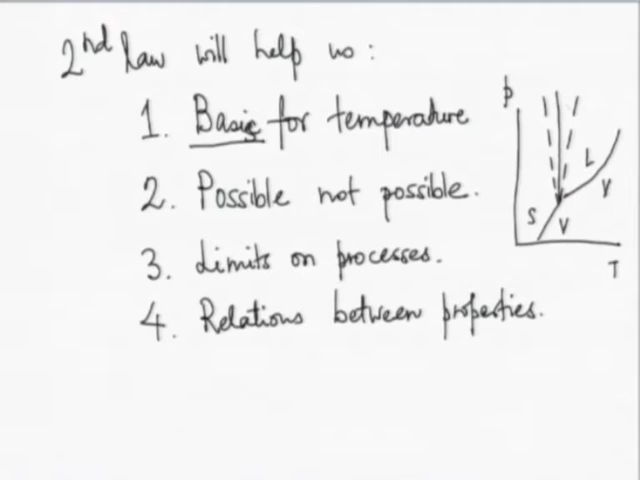 2nd Law will help us :
1. Basis for temperature
2. Possible not possible.
3. Limits on processes.
4. Relations between properties.
p
L
S
V
V
T